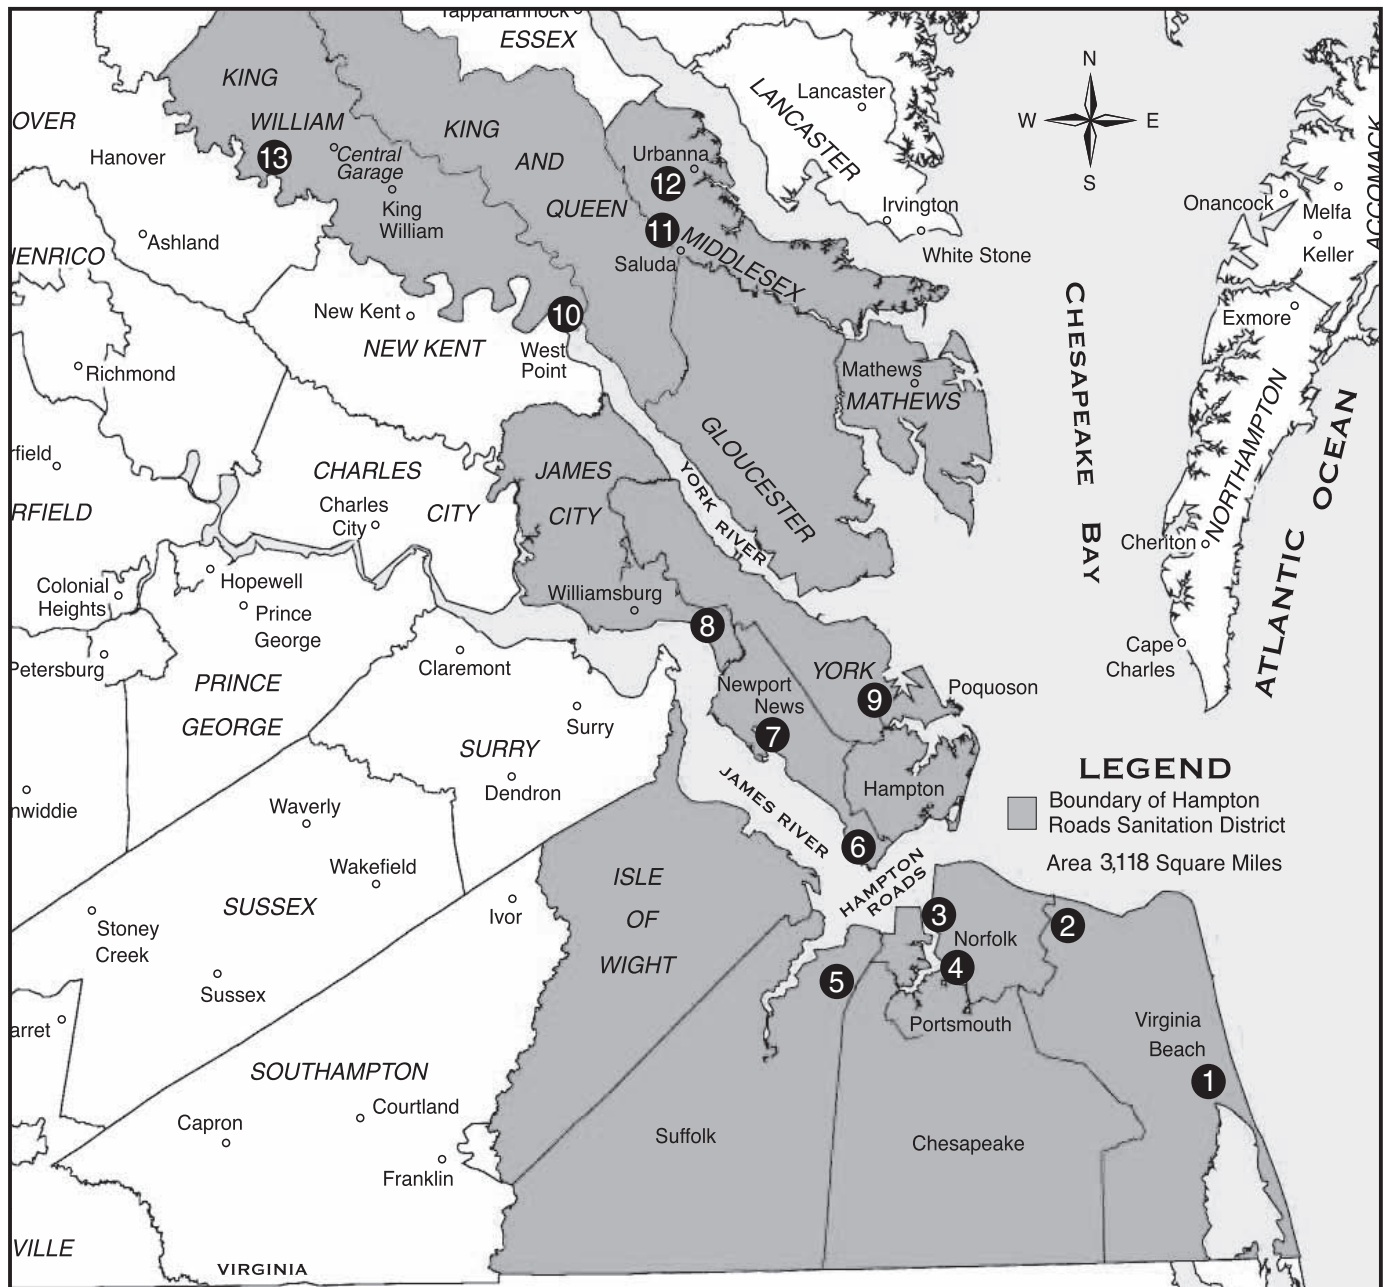 Tappahannock
ESSEX
KING
WILLIAM
13
Central
Garage
King
William
KING
AND
QUEEN
Urbanna
12
11
Saluda
MIDDLESEX
LANCASTER
Lancaster
Irvington
White Stone
N
W E
S
ACCOMACK
Onancock
Melfa
Keller
Exmore
OVER
Hanover
Ashland
HENRICO
Richmond
New Kent
NEW KENT
10
West
Point
Mathews
MATHEWS
GLOUCESTER
YORK RIVER
CHESAPEAKE
BAY
NORTHAMPTON
Cheriton
Cape
Charles
ATLANTIC OCEAN
rfield
RFIELD
CHARLES
CITY
Charles
City
JAMES
CITY
Williamsburg
8
Colonial
Heights
Hopewell
Prince
George
Petersburg
PRINCE
GEORGE
Claremont
Surry
SURRY
Dendron
YORK
9
Poquoson
Newport
News
7
Hampton
JAMES RIVER
6
HAMPTON
ROADS
LEGEND
Boundary of Hampton
Roads Sanitation District
Area 3,118 Square Miles
nwiddie
Waverly
Wakefield
SUSSEX
Stoney
Creek
Sussex
Ivor
ISLE
OF
WIGHT
3
Norfolk
2
4
5
Portsmouth
Virginia
Beach
1
arret
SOUTHAMPTON
Capron
Courtland
Franklin
Suffolk
Chesapeake
VILLE
VIRGINIA